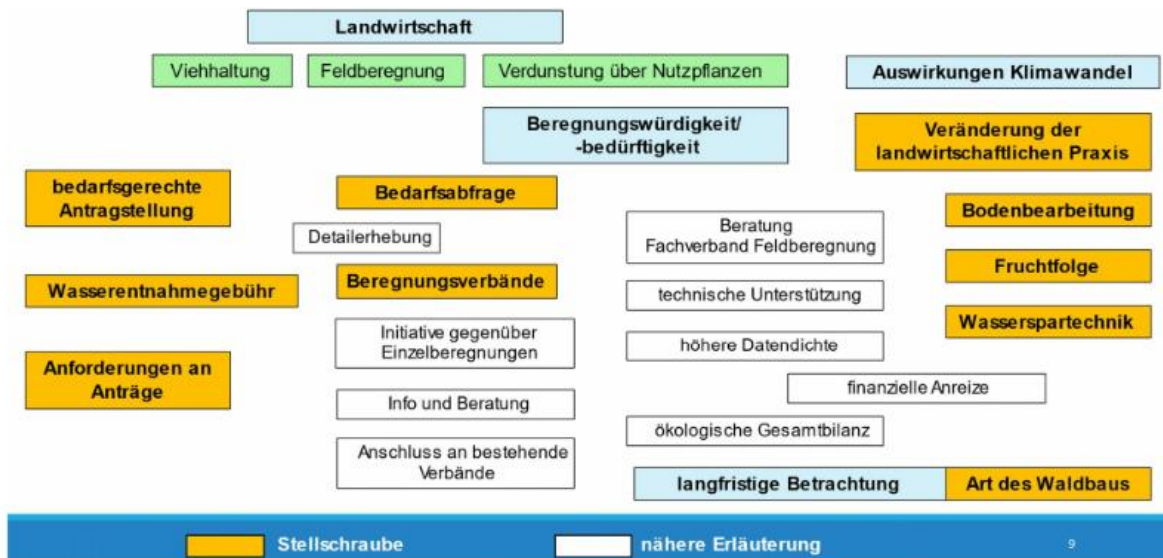 Landwirtschaft
Viehhaltung
Feldberegnung
Verdunstung über Nutzpflanzen
Auswirkungen Klimawandel
Beregnungswürdigkeit/
-bedürftigkeit
Veränderung der
landwirtschaftlichen Praxis
bedarfsgerechte
Antragstellung
Bedarfsabfrage
Detailerhebung
Beratung
Fachverband Feldberegnung
Bodenbearbeitung
Wasserentnahmegebühr
Beregnungsverbände
technische Unterstützung
Fruchtfolge
Initiative gegenüber
Einzelberegnungen
höhere Datendichte
Wasserspartechnik
Anforderungen an
Anträge
Info und Beratung
finanzielle Anreize
Anschluss an bestehende
Verbände
ökologische Gesamtbilanz
langfristige Betrachtung
Art des Waldbaus
Stellschraube
nähere Erläuterung
9